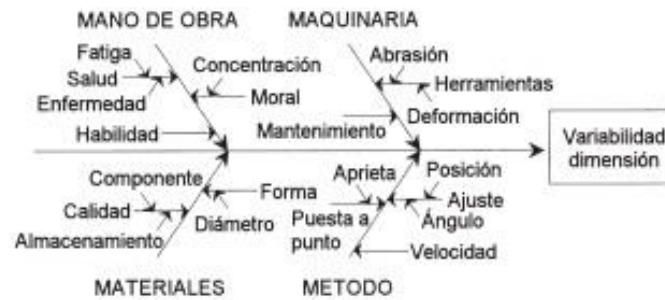 MANO DE OBRA
MAQUINARIA
Fatiga
Salud
Enfermedad
Concentración
Moral
Habilidad
Abrasión
Herramientas
Deformación
Mantenimiento
Variabilidad
dimensión
Componente
Calidad
Almacenamiento
Forma
Diámetro
Aprieta
Puesta a
punto
Posición
Ajuste
Ángulo
Velocidad
MATERIALES
METODO